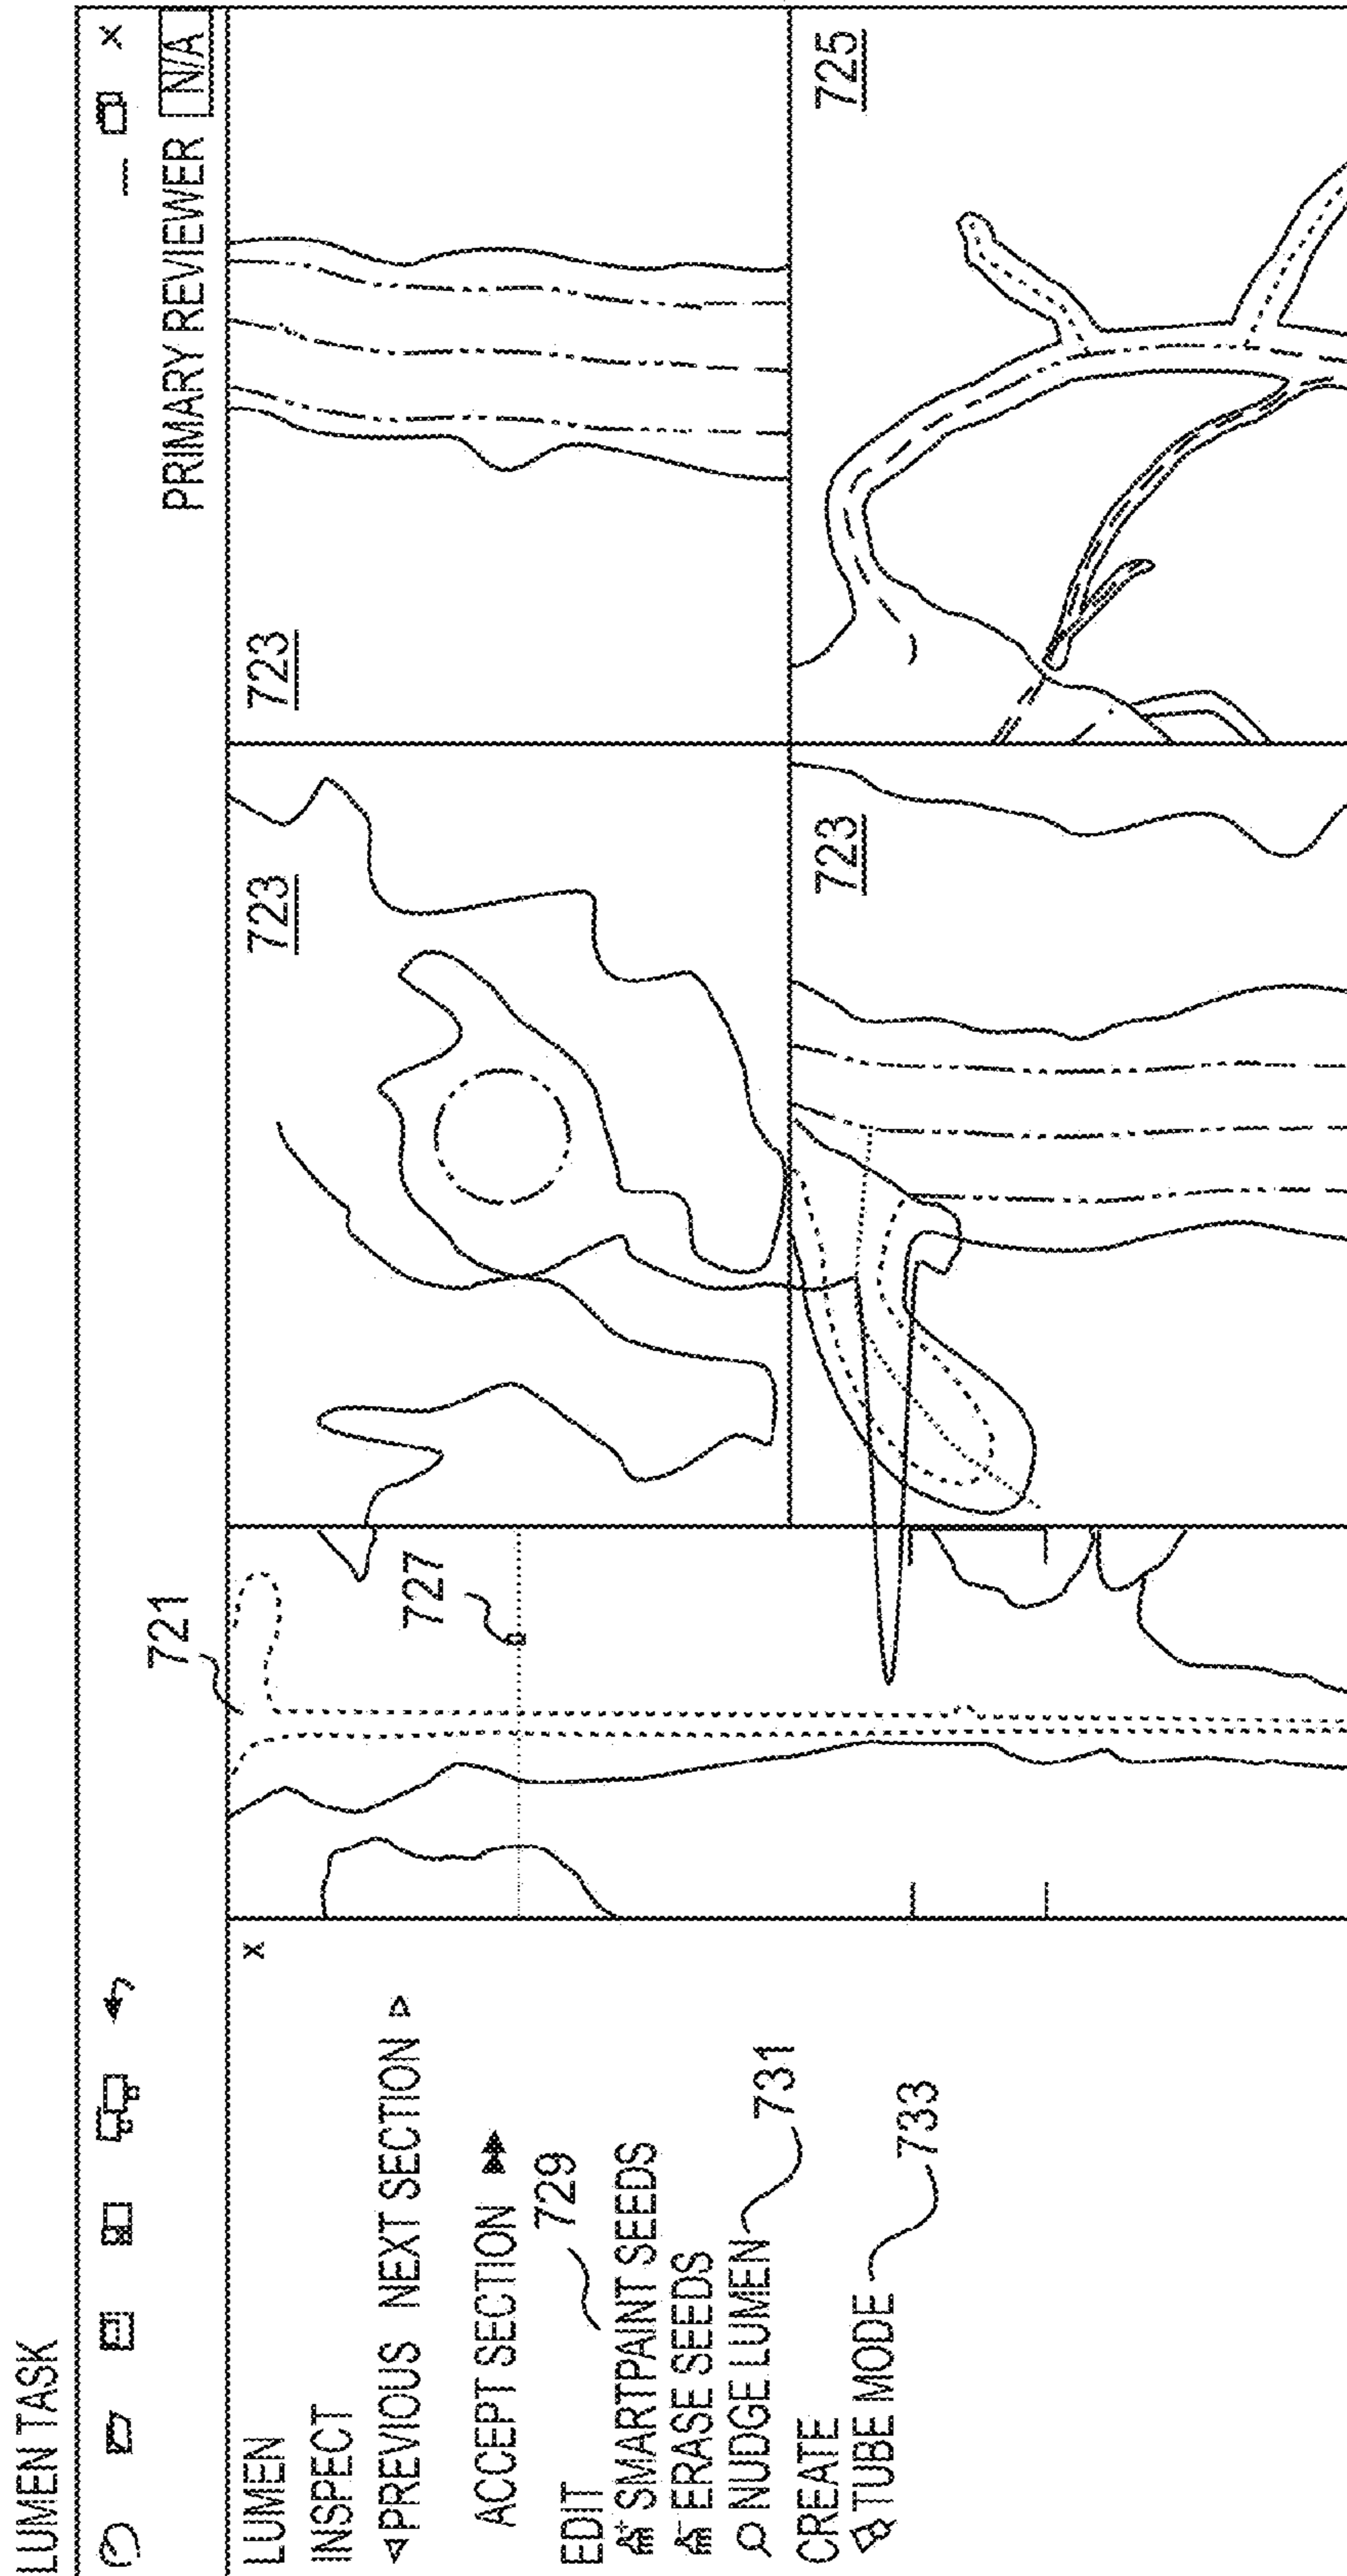 LUMEN TASK
PRIMARY REVIEWER N/A
721
LUMEN x
INSPECT
PREVIOUS NEXT SECTION
ACCEPT SECTION
729
EDIT
SMARTPAINT SEEDS
ERASE SEEDS
NUDGE LUMEN 731
CREATE
TUBE MODE 733
727
723
723
723
725